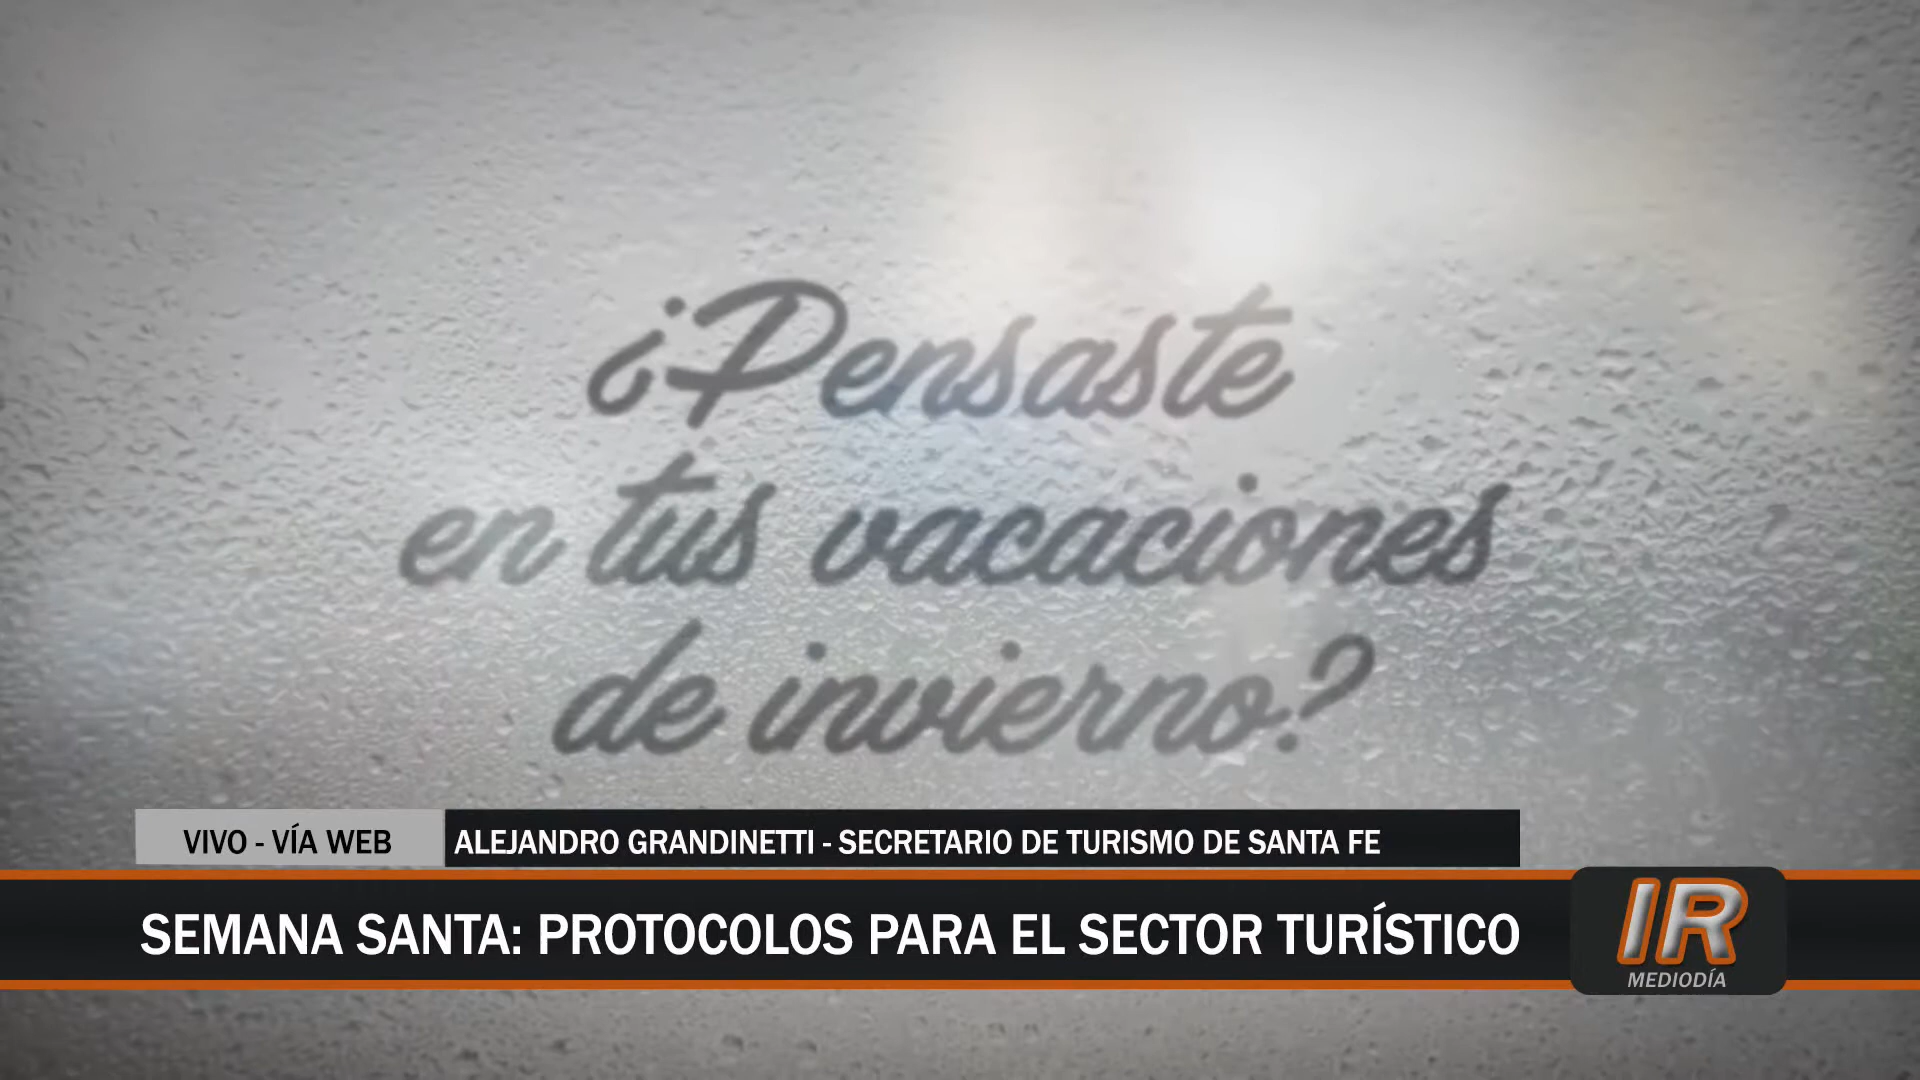 ¿Pensaste
en tus vacaciones
de invierno?
VIVO - VÍA WEB
ALEJANDRO GRANDINETTI - SECRETARIO DE TURISMO DE SANTA FE
SEMANA SANTA: PROTOCOLOS PARA EL SECTOR TURÍSTICO
IR
MEDIODÍA